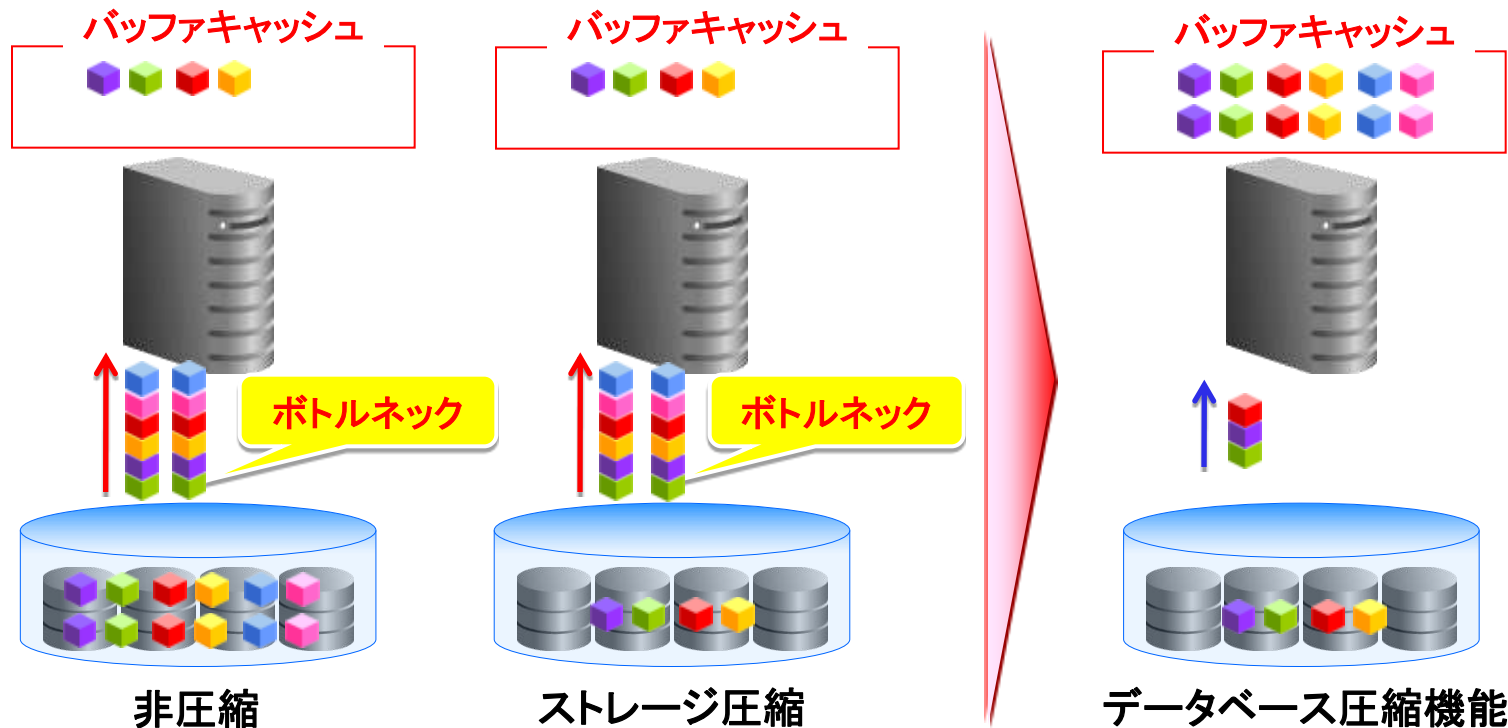 バッファキャッシュ
バッファキャッシュ
バッファキャッシュ
ボトルネック
ボトルネック
非圧縮
ストレージ圧縮
データベース圧縮機能